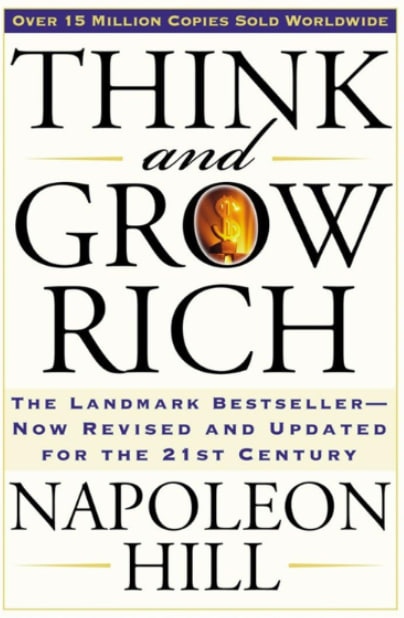 OVER 15 MILLION COPIES SOLD WORLDWIDE
THINK
and
GROW
RICH
THE LANDMARK BESTSELLER—
NOW REVISED AND UPDATED
FOR THE 21ST CENTURY
NAPOLEON
HILL